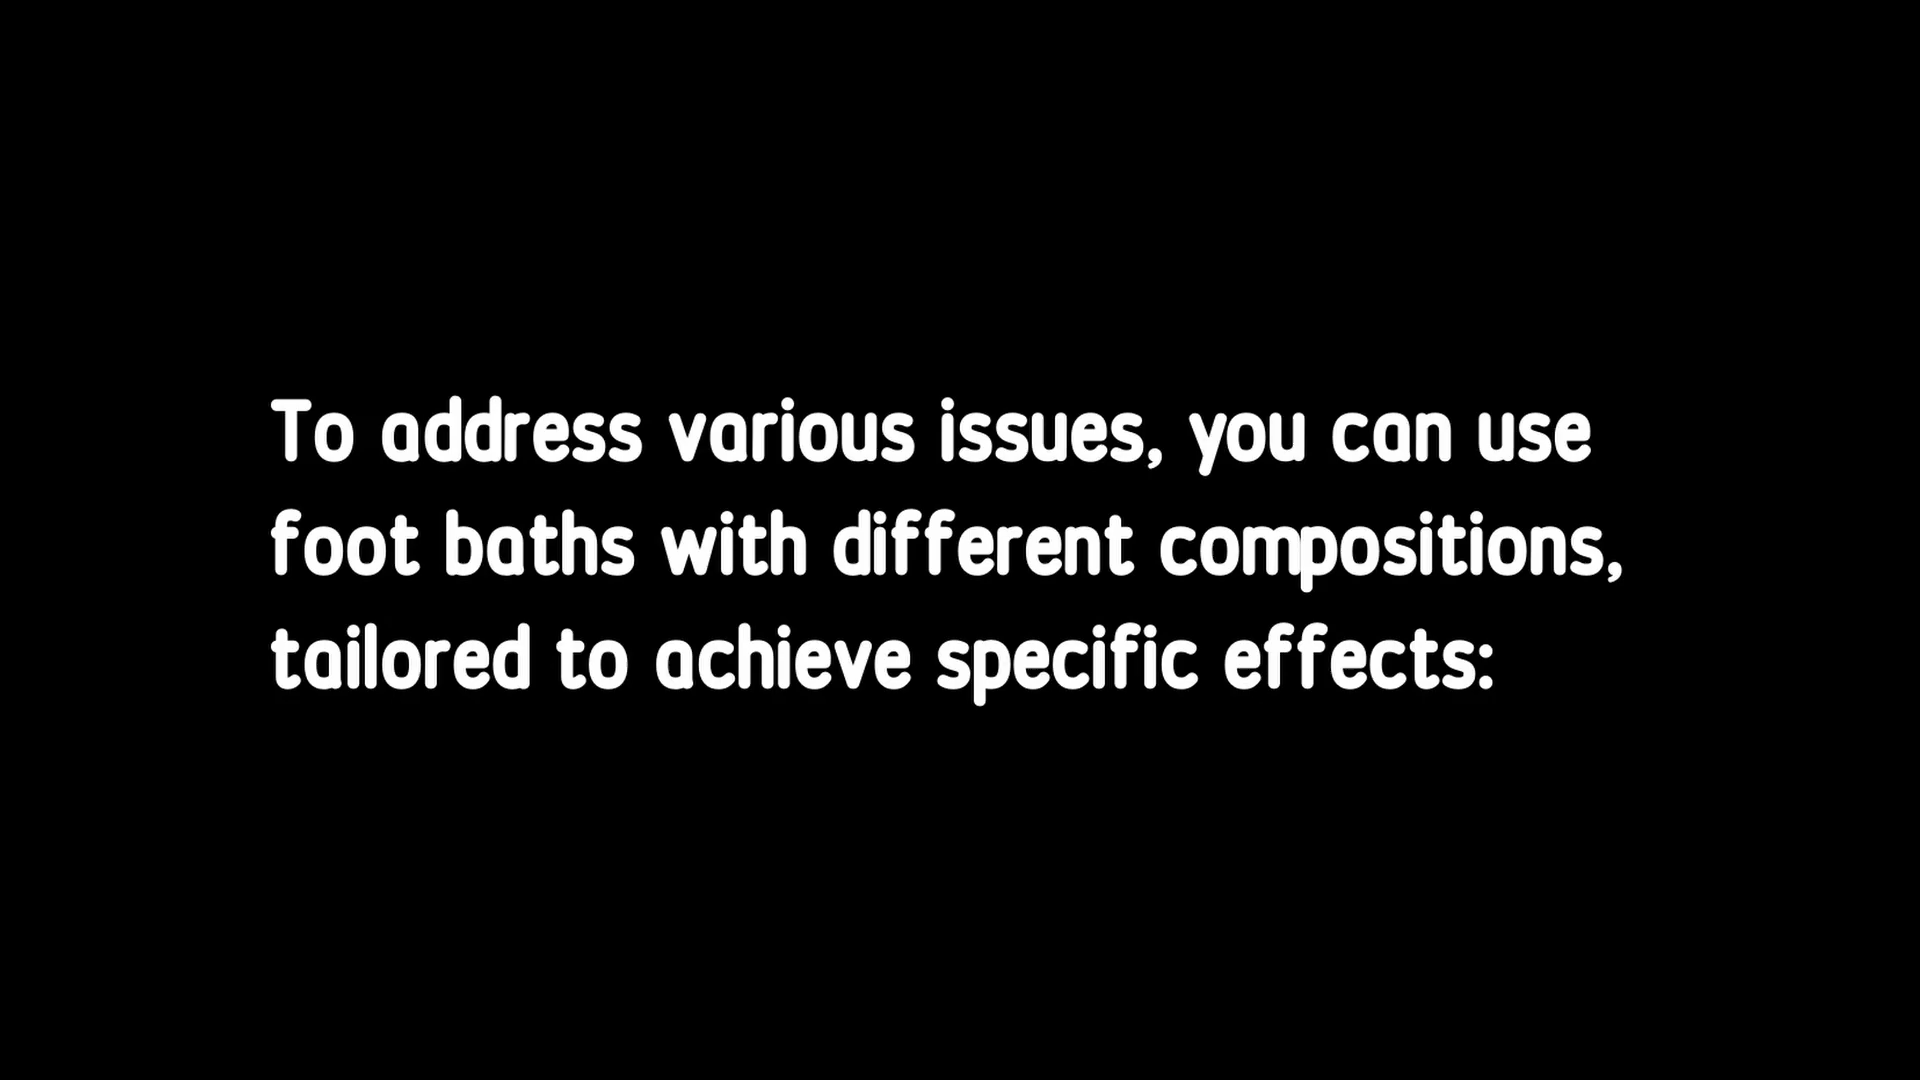 To address various issues, you can use
foot baths with different compositions,
tailored to achieve specific effects: